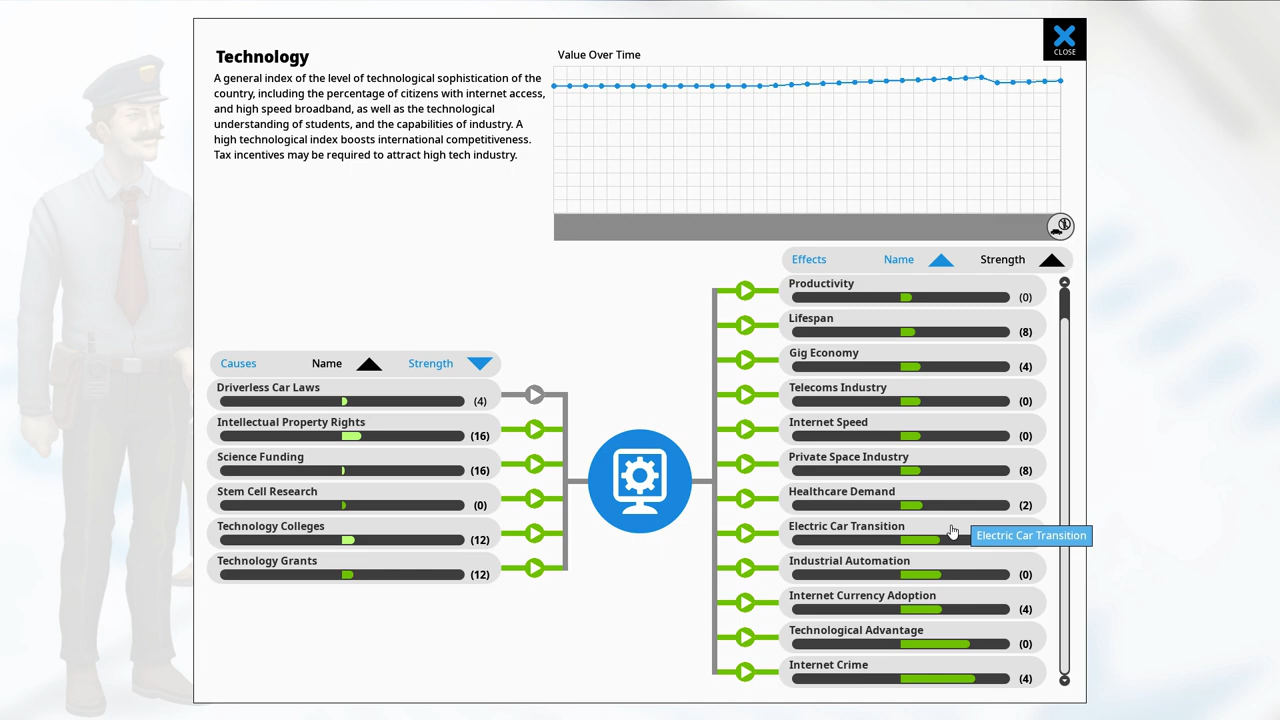 Technology
A general index of the level of technological sophistication of the
country, including the percentage of citizens with internet access,
and high speed broadband, as well as the technological
understanding of students, and the capabilities of industry. A
high technological index boosts international competitiveness.
Tax incentives may be required to attract high tech industry.
Value Over Time
CLOSE
Effects Name Strength
Productivity
(0)
Lifespan
(8)
Gig Economy
(4)
Telecoms Industry
(0)
Internet Speed
(0)
Private Space Industry
(8)
Healthcare Demand
(2)
Electric Car Transition
Electric Car Transition
Industrial Automation
(0)
Internet Currency Adoption
(4)
Technological Advantage
(0)
Internet Crime
(4)
Causes Name Strength
Driverless Car Laws
(4)
Intellectual Property Rights
(16)
Science Funding
(16)
Stem Cell Research
(0)
Technology Colleges
(12)
Technology Grants
(12)